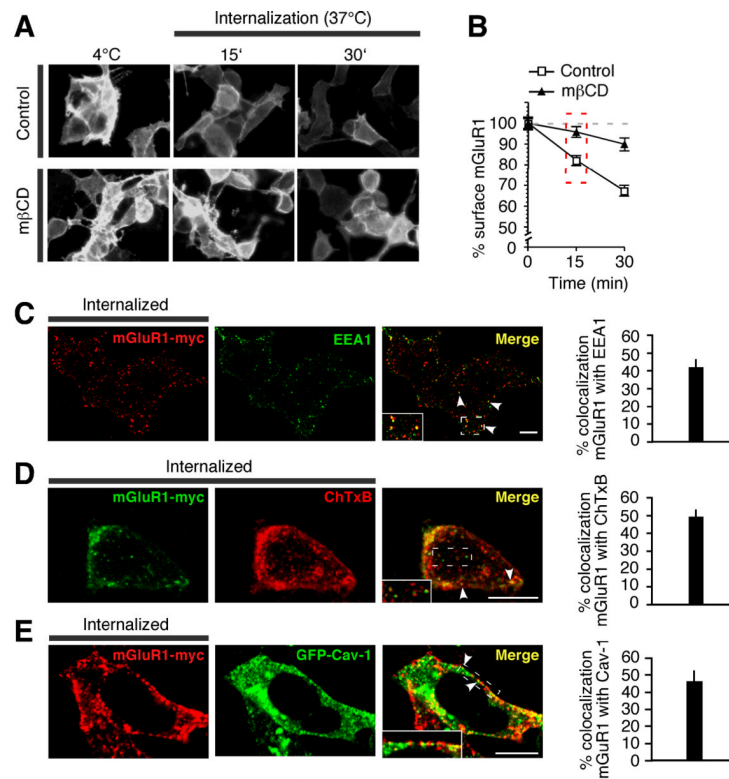 A
Internalization (37°C)
4°C
15‘
30‘
Control
mβCD
B
Control
mβCD
% surface mGluR1
100
90
80
70
60
0
0
15
30
Time (min)
C
Internalized
mGluR1-myc
EEA1
Merge
% colocalization
mGluR1 with EEA1
60
50
40
30
20
10
0
D
Internalized
mGluR1-myc
ChTxB
Merge
% colocalization
mGluR1 with ChTxB
60
50
40
30
20
10
0
E
Internalized
mGluR1-myc
GFP-Cav-1
Merge
% colocalization
mGuR1 with Cav-1
60
50
40
30
20
10
0